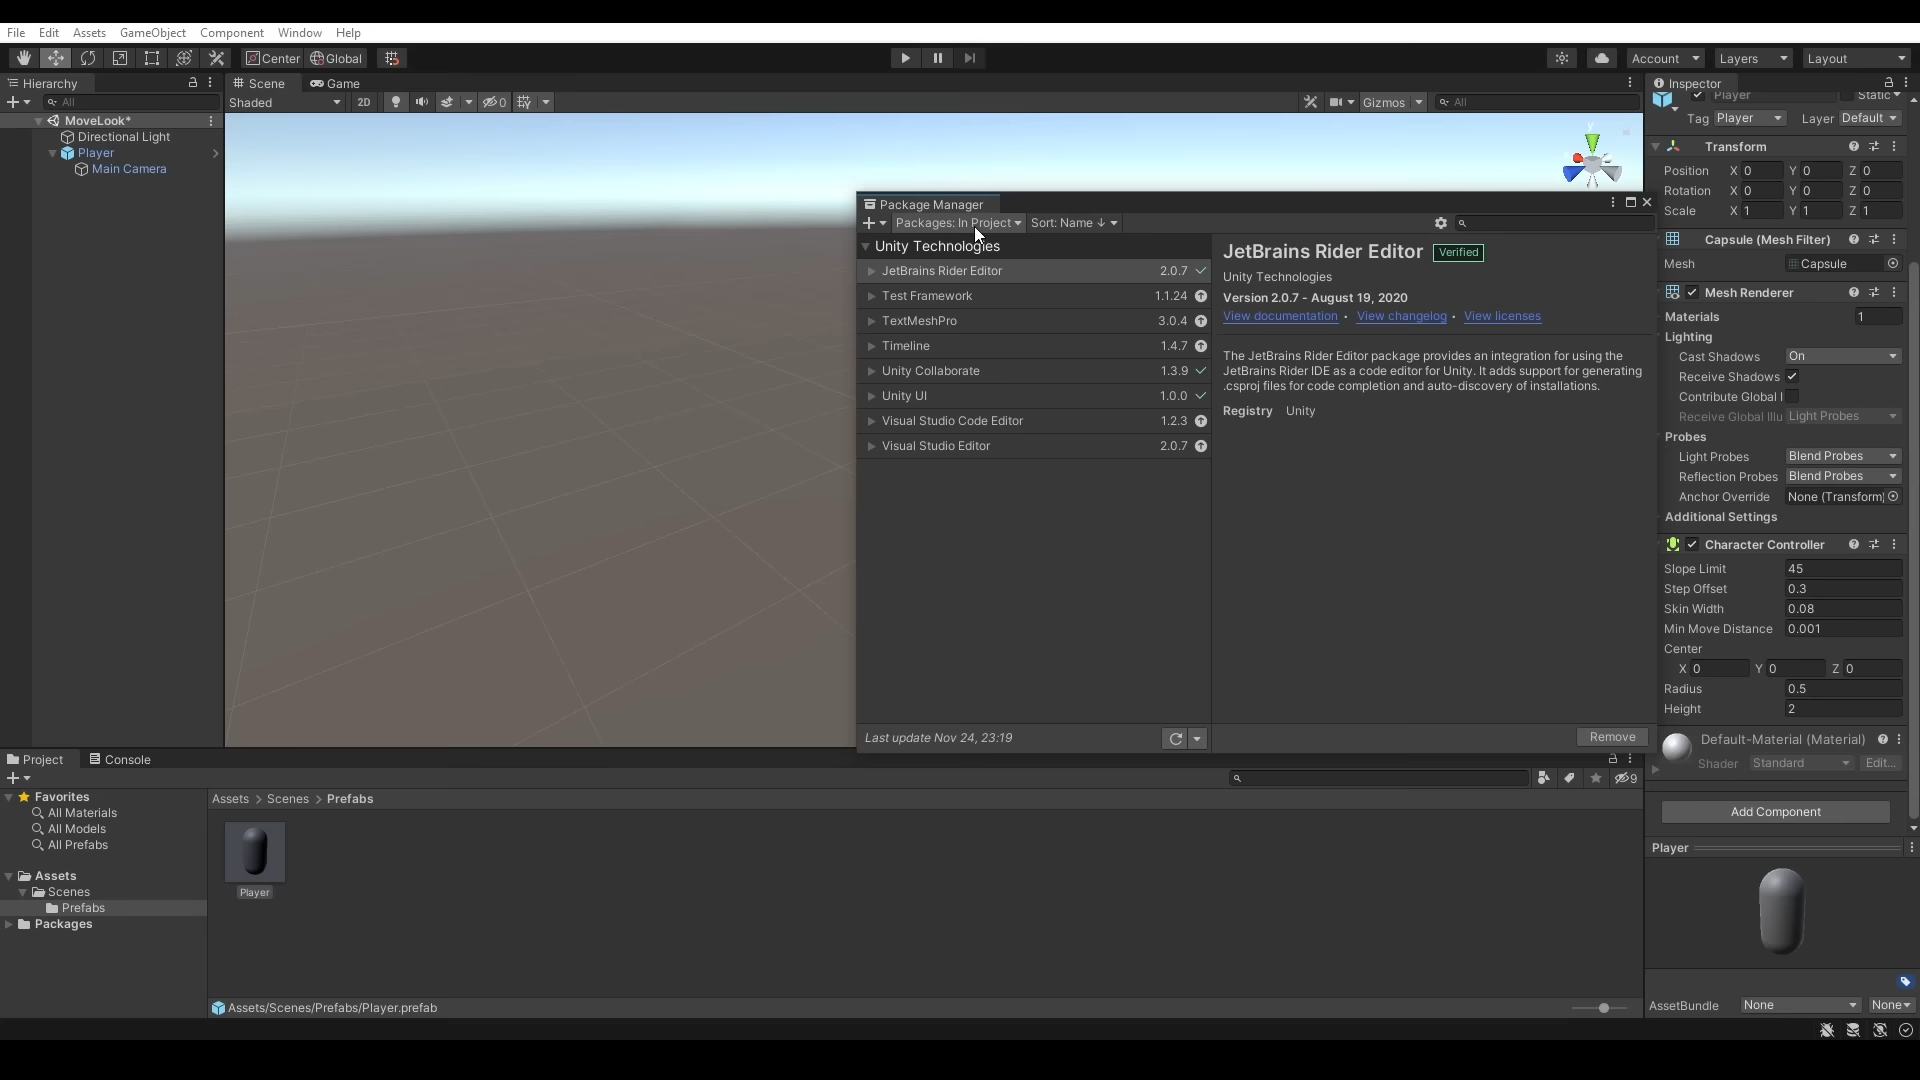 File Edit Assets GameObject Component Window Help
Center Global Account Layers Layout
Hierarchy
All
MoveLook*
Directional Light
Player
Main Camera
Scene Game
Shaded 2D 0 Gizmos All
y
Package Manager
Packages: In Project Sort: Name ↓
Unity Technologies
JetBrains Rider Editor 2.0.7
Test Framework 1.1.24
TextMeshPro 3.0.4
Timeline 1.4.7
Unity Collaborate 1.3.9
Unity UI 1.0.0
Visual Studio Code Editor 1.2.3
Visual Studio Editor 2.0.7
Last update Nov 24, 23:19
JetBrains Rider Editor Verified
Unity Technologies
Version 2.0.7 - August 19, 2020
View documentation • View changelog • View licenses
The JetBrains Rider Editor package provides an integration for using the
JetBrains Rider IDE as a code editor for Unity. It adds support for generating
.csproj files for code completion and auto-discovery of installations.
Registry Unity
Remove
Inspector
Player Static
Tag Player Layer Default
Transform
Position X 0 Y 0 Z 0
Rotation X 0 Y 0 Z 0
Scale X 1 Y 1 Z 1
Capsule (Mesh Filter)
Mesh Capsule
Mesh Renderer
Materials 1
Lighting
Cast Shadows On
Receive Shadows
Contribute Global I
Receive Global Illu Light Probes
Probes
Light Probes Blend Probes
Reflection Probes Blend Probes
Anchor Override None (Transform)
Additional Settings
Character Controller
Slope Limit 45
Step Offset 0.3
Skin Width 0.08
Min Move Distance 0.001
Center
X 0 Y 0 Z 0
Radius 0.5
Height 2
Default-Material (Material)
Shader Standard Edit...
Add Component
Player
AssetBundle None None
Project Console
9
Favorites
All Materials
All Models
All Prefabs
Assets
Scenes
Prefabs
Packages
Assets > Scenes > Prefabs
Player
Assets/Scenes/Prefabs/Player.prefab